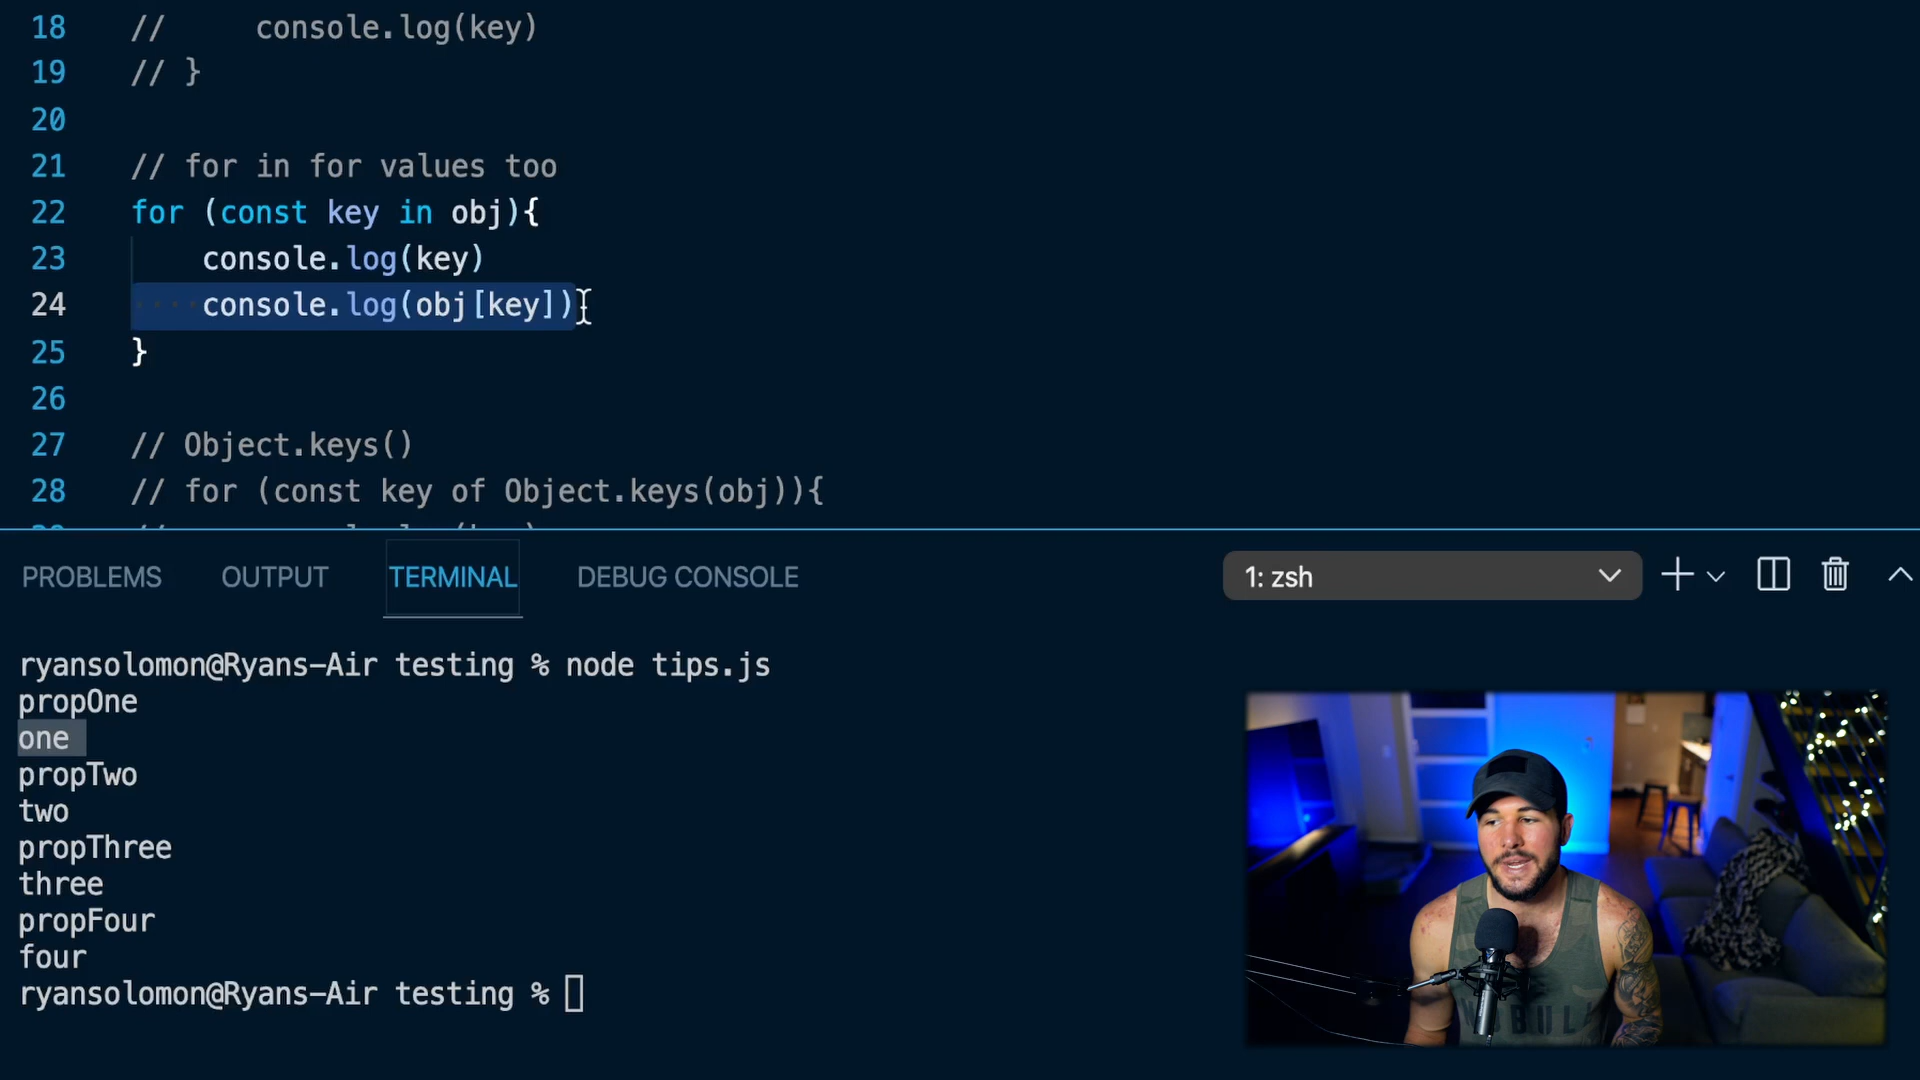 18 //     console.log(key)
19 // }
20
21 // for in for values too
22 for (const key in obj){
23     console.log(key)
24     console.log(obj[key])
25 }
26
27 // Object.keys()
28 // for (const key of Object.keys(obj)){
PROBLEMS OUTPUT TERMINAL DEBUG CONSOLE 1: zsh
ryansolomon@Ryans-Air testing % node tips.js
propOne
one
propTwo
two
propThree
three
propFour
four
ryansolomon@Ryans-Air testing %